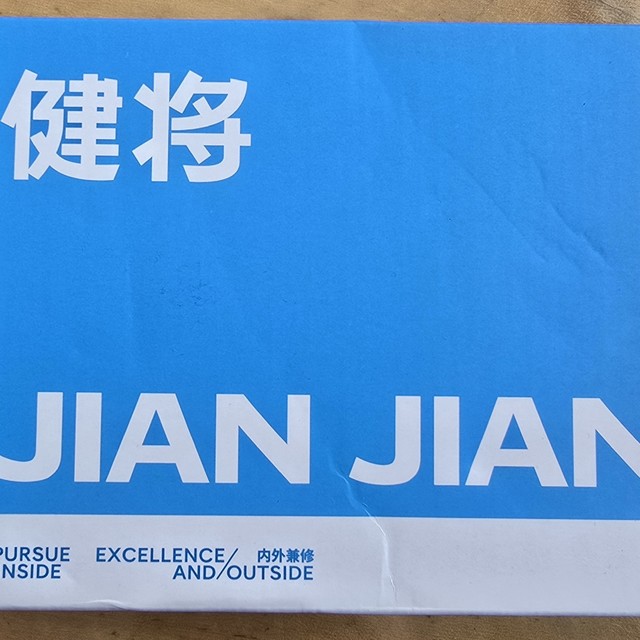 健将
JIAN JIAN
PURSUE EXCELLENCE/ 内外兼修
INSIDE AND/OUTSIDE